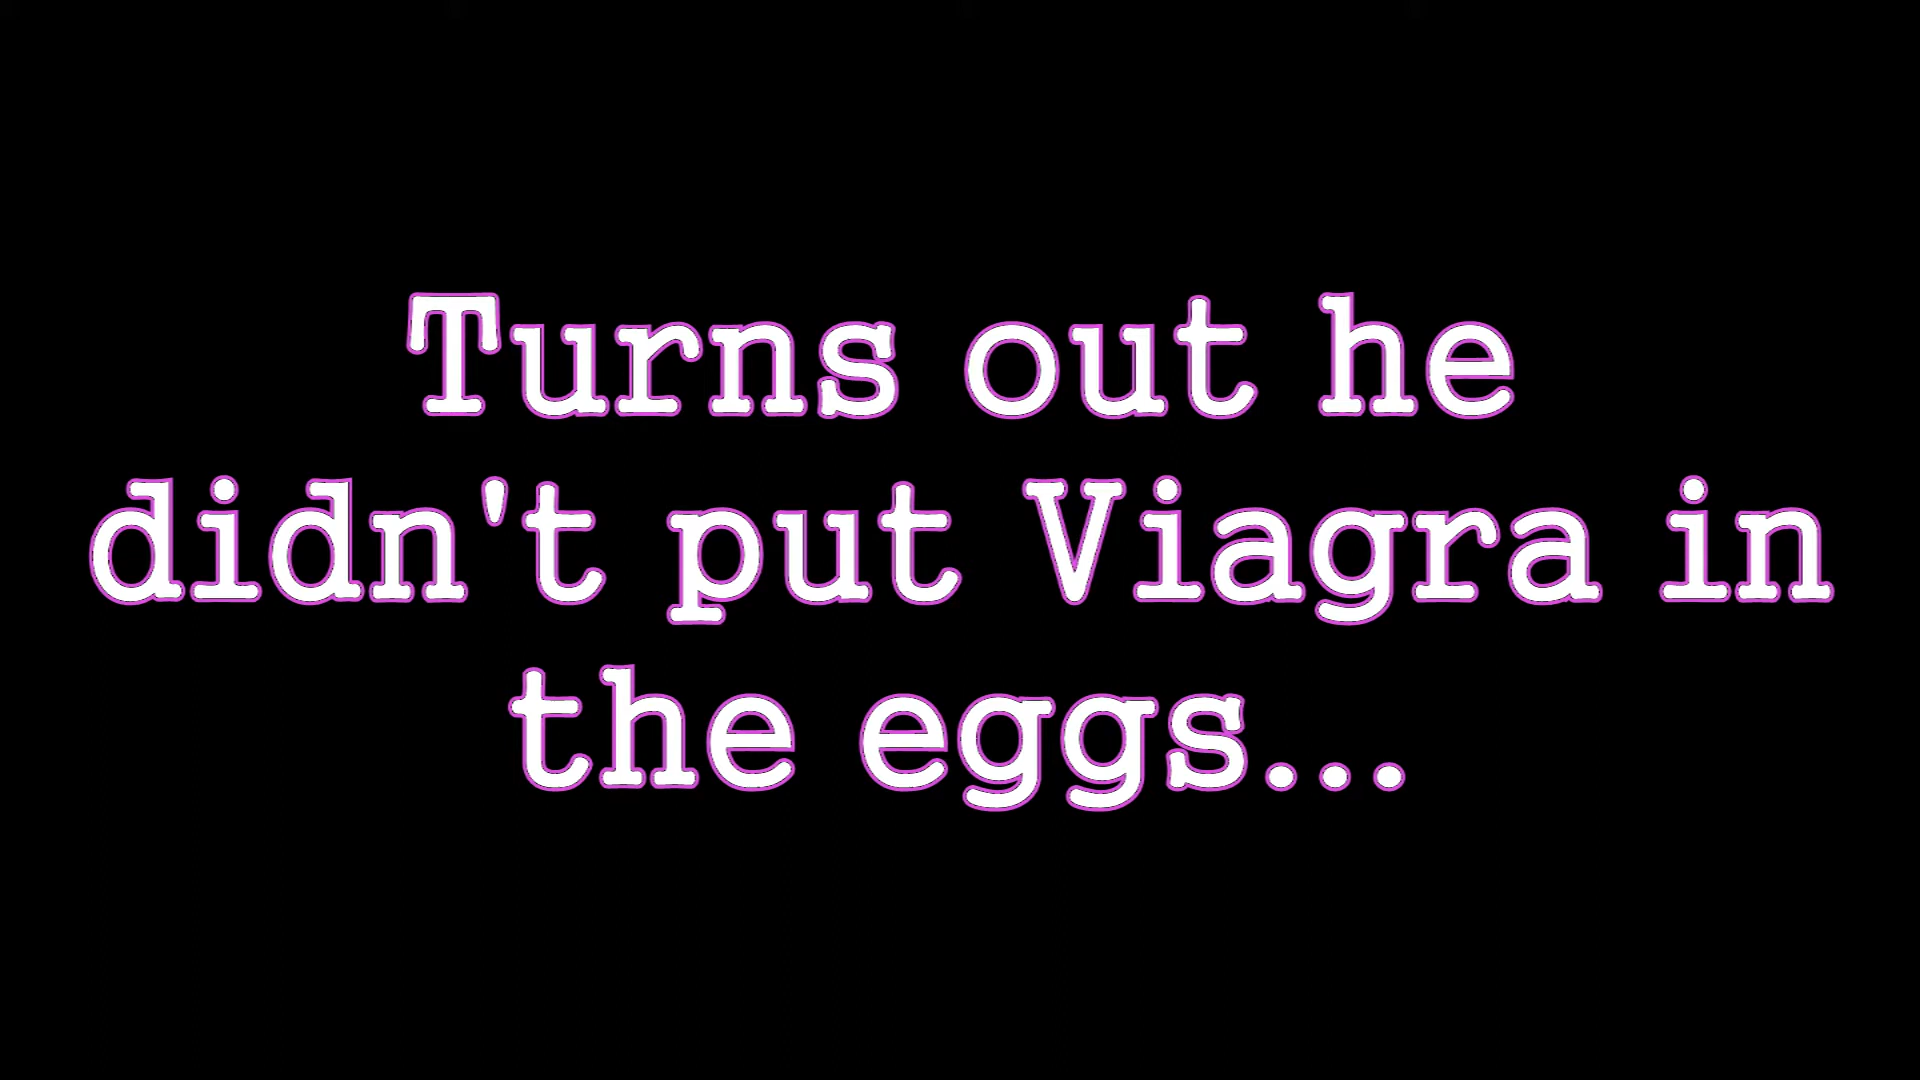 Turns out he
didn't put Viagra in
the eggs...